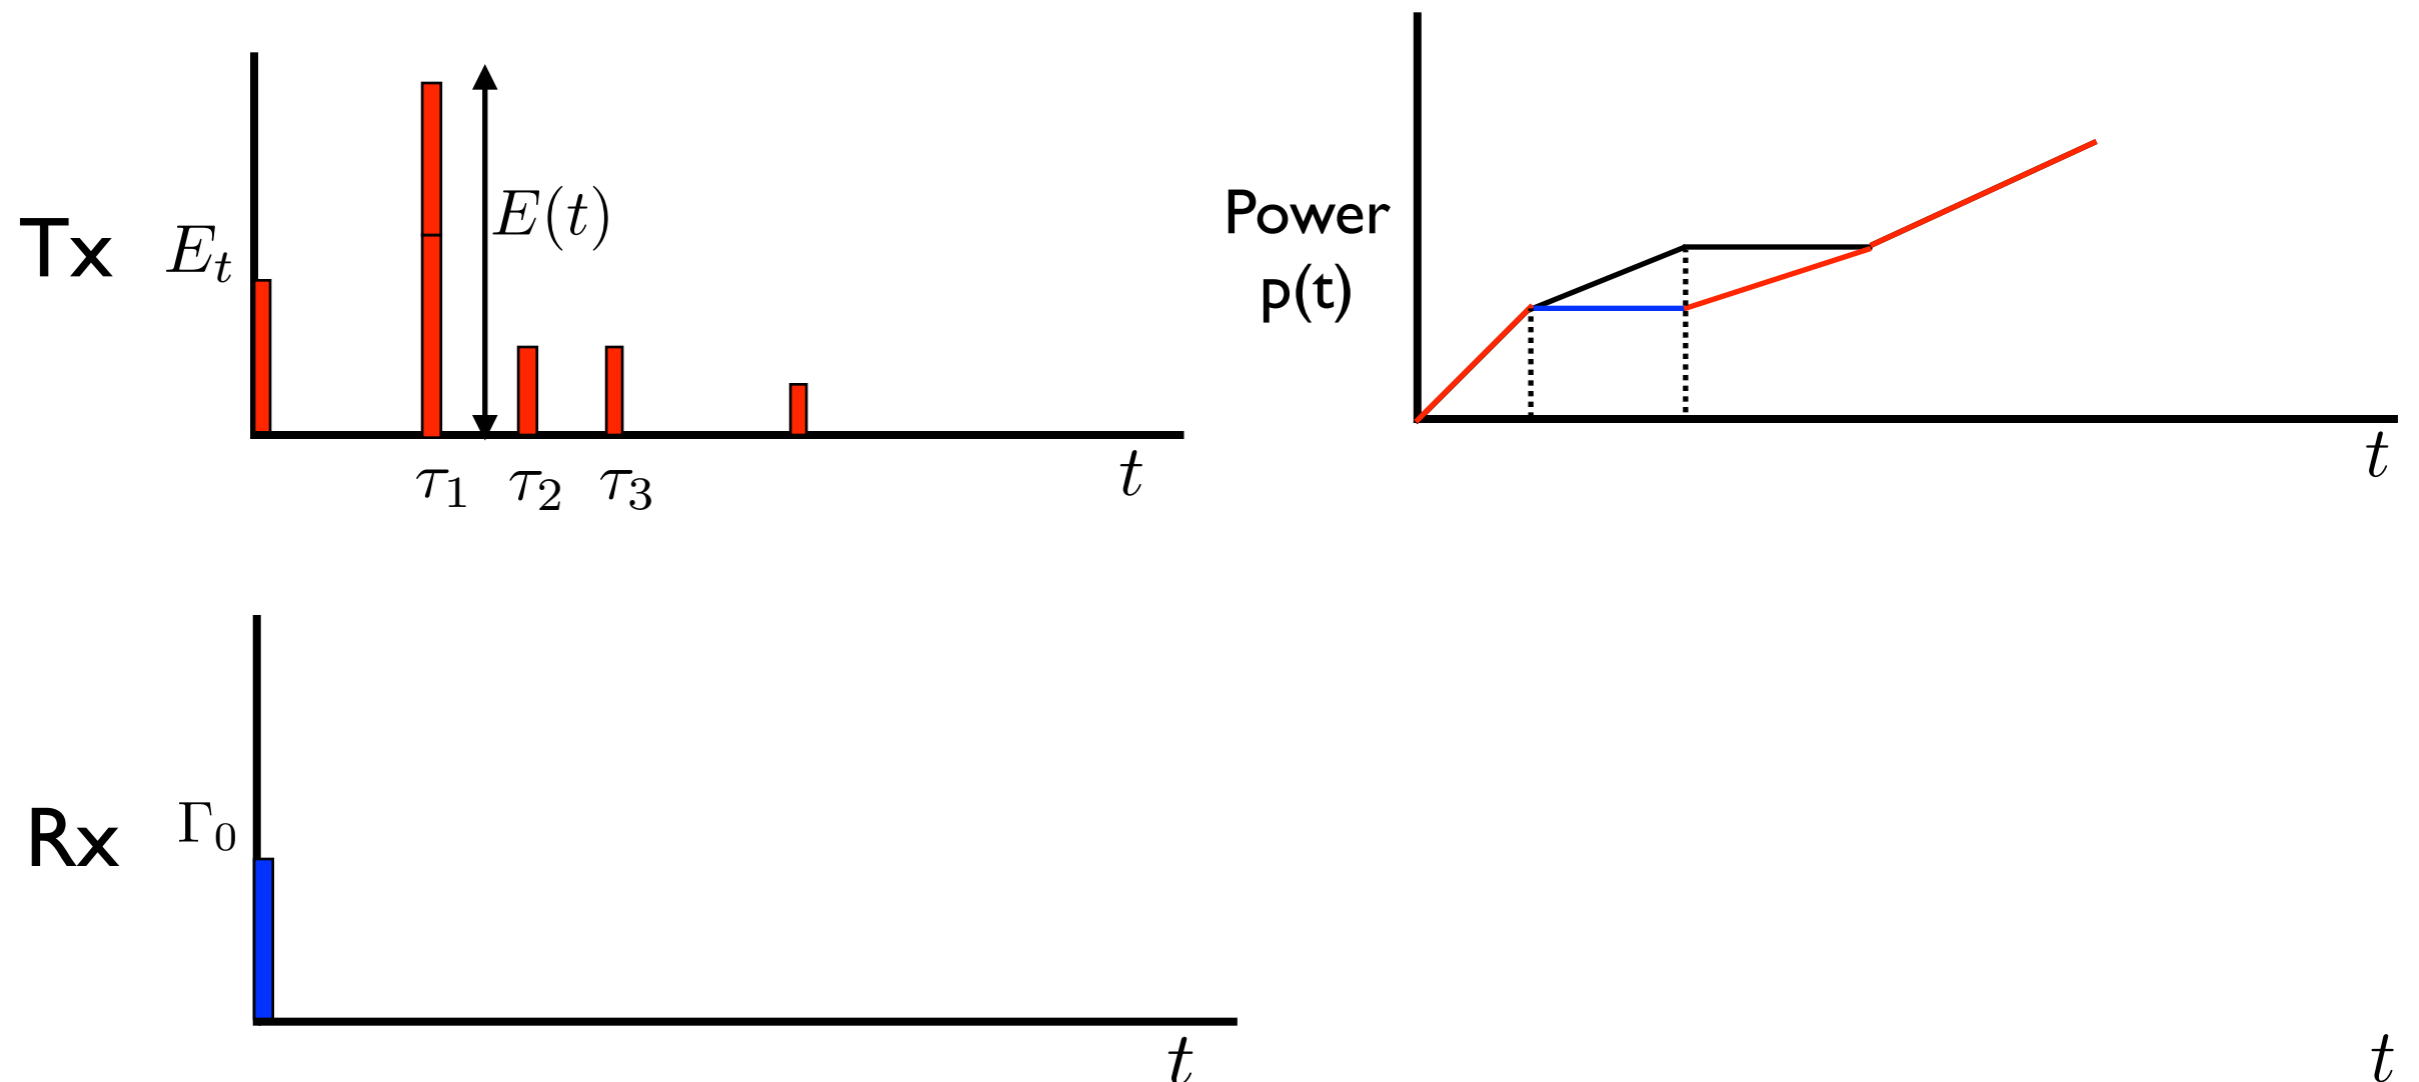 Tx
E_t
E(t)
τ_1 τ_2 τ_3
t
Power
p(t)
t
Rx
Γ_0
t
t